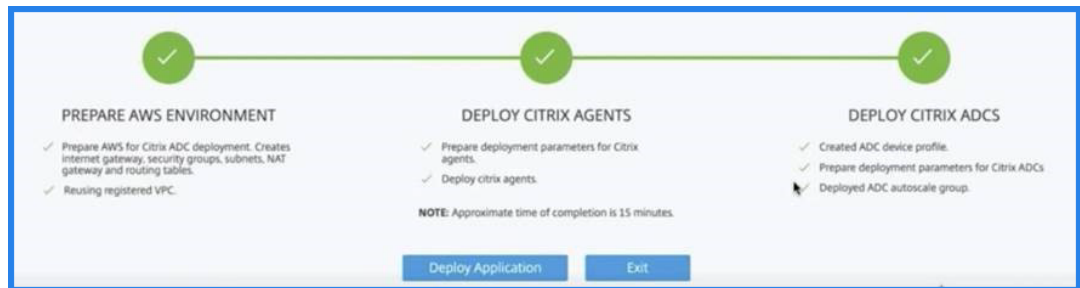 PREPARE AWS ENVIRONMENT
Prepare AWS for Citrix ADC deployment. Creates
internet gateway, security groups, subnets, NAT
gateway and routing tables.
Reusing registered VPC.
DEPLOY CITRIX AGENTS
Prepare deployment parameters for Citrix
agents.
Deploy citrix agents.
NOTE: Approximate time of completion is 15 minutes.
DEPLOY CITRIX ADCS
Created ADC device profile.
Prepare deployment parameters for Citrix ADCs
Deployed ADC autoscale group.
Deploy Application
Exit